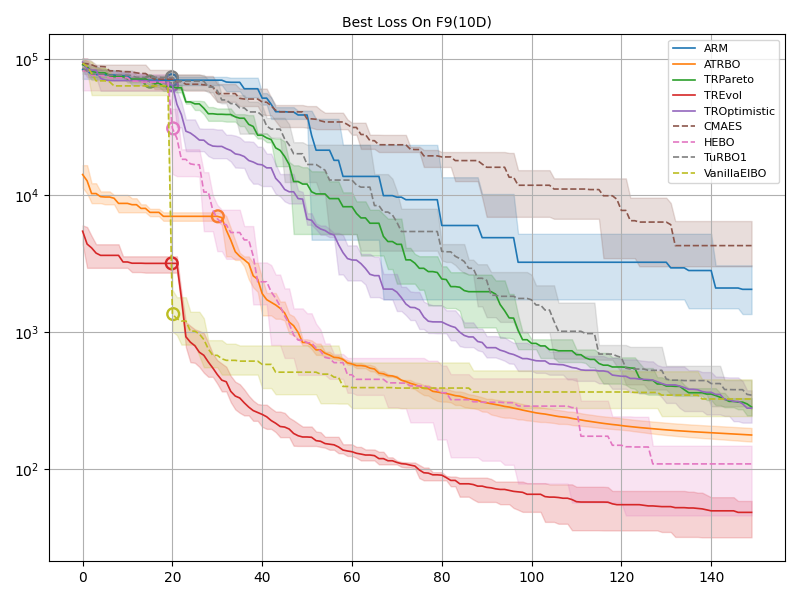 Best Loss On F9(10D)
10^5
10^4
10^3
10^2
0 20 40 60 80 100 120 140
ARM
ATRBO
TRPareto
TREvol
TROptimistic
CMAES
HEBO
TuRBO1
VanillaEIBO